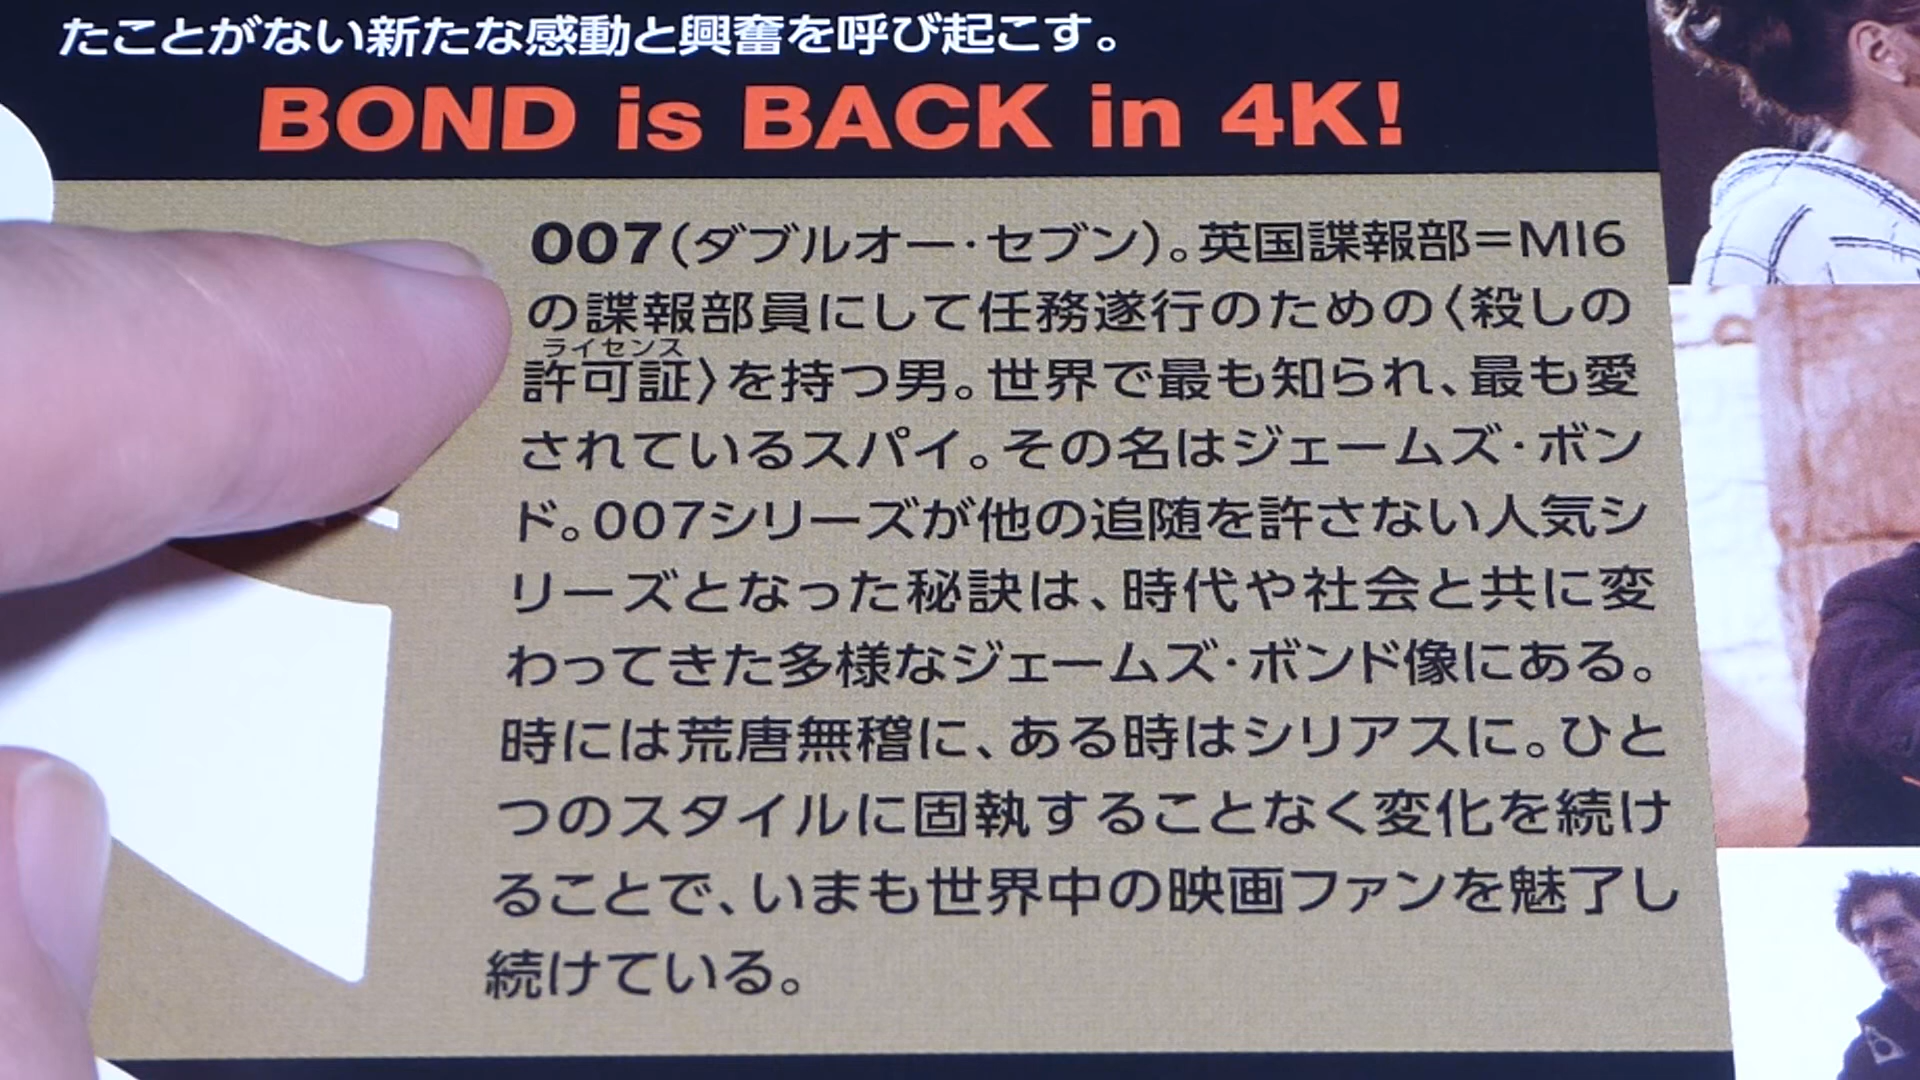 たことがない新たな感動と興奮を呼び起こす。
BOND is BACK in 4K!
007(ダブルオー・セブン)。英国諜報部=MI6
の諜報部員にして任務遂行のための〈殺しの
ライセンス
許可証〉を持つ男。世界で最も知られ、最も愛
されているスパイ。その名はジェームズ・ボン
ド。007シリーズが他の追随を許さない人気シ
リーズとなった秘訣は、時代や社会と共に変
わってきた多様なジェームズ・ボンド像にある。
時には荒唐無稽に、ある時はシリアスに。ひと
つのスタイルに固執することなく変化を続け
ることで、いまも世界中の映画ファンを魅了し
続けている。